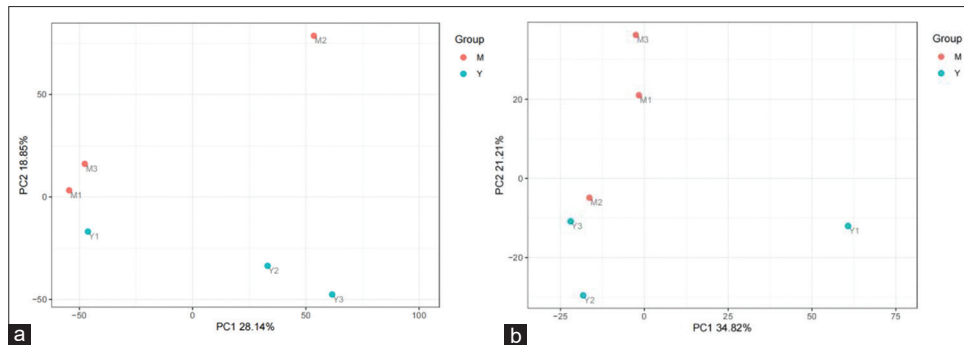 M2
Group
M
Y
50
PC2 18.85%
M3
0
M1
Y1
Y2
Y3
−50
−50
0
50
100
PC1 28.14%
a
M3
Group
M
Y
M1
20
PC2 21.21%
0
M2
Y3
Y1
−20
Y2
−25
0
25
50
75
PC1 34.82%
b